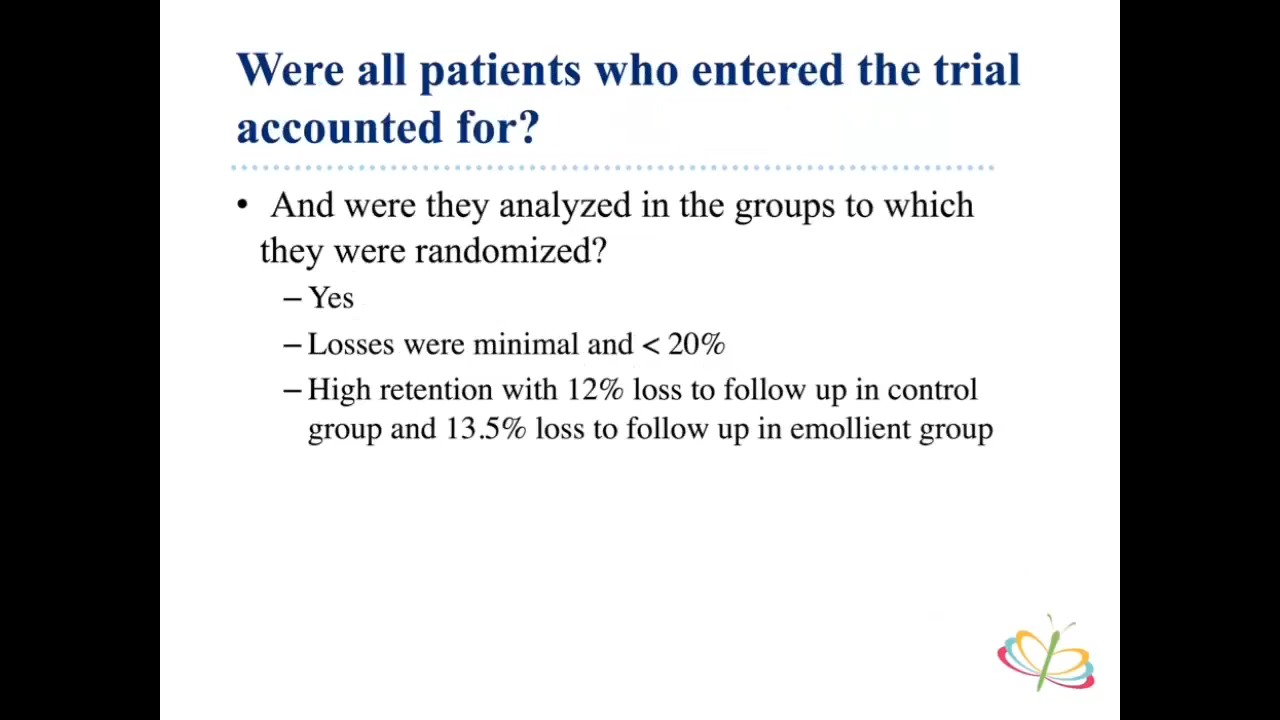 Were all patients who entered the trial
accounted for?
• And were they analyzed in the groups to which
they were randomized?
– Yes
– Losses were minimal and < 20%
– High retention with 12% loss to follow up in control
group and 13.5% loss to follow up in emollient group